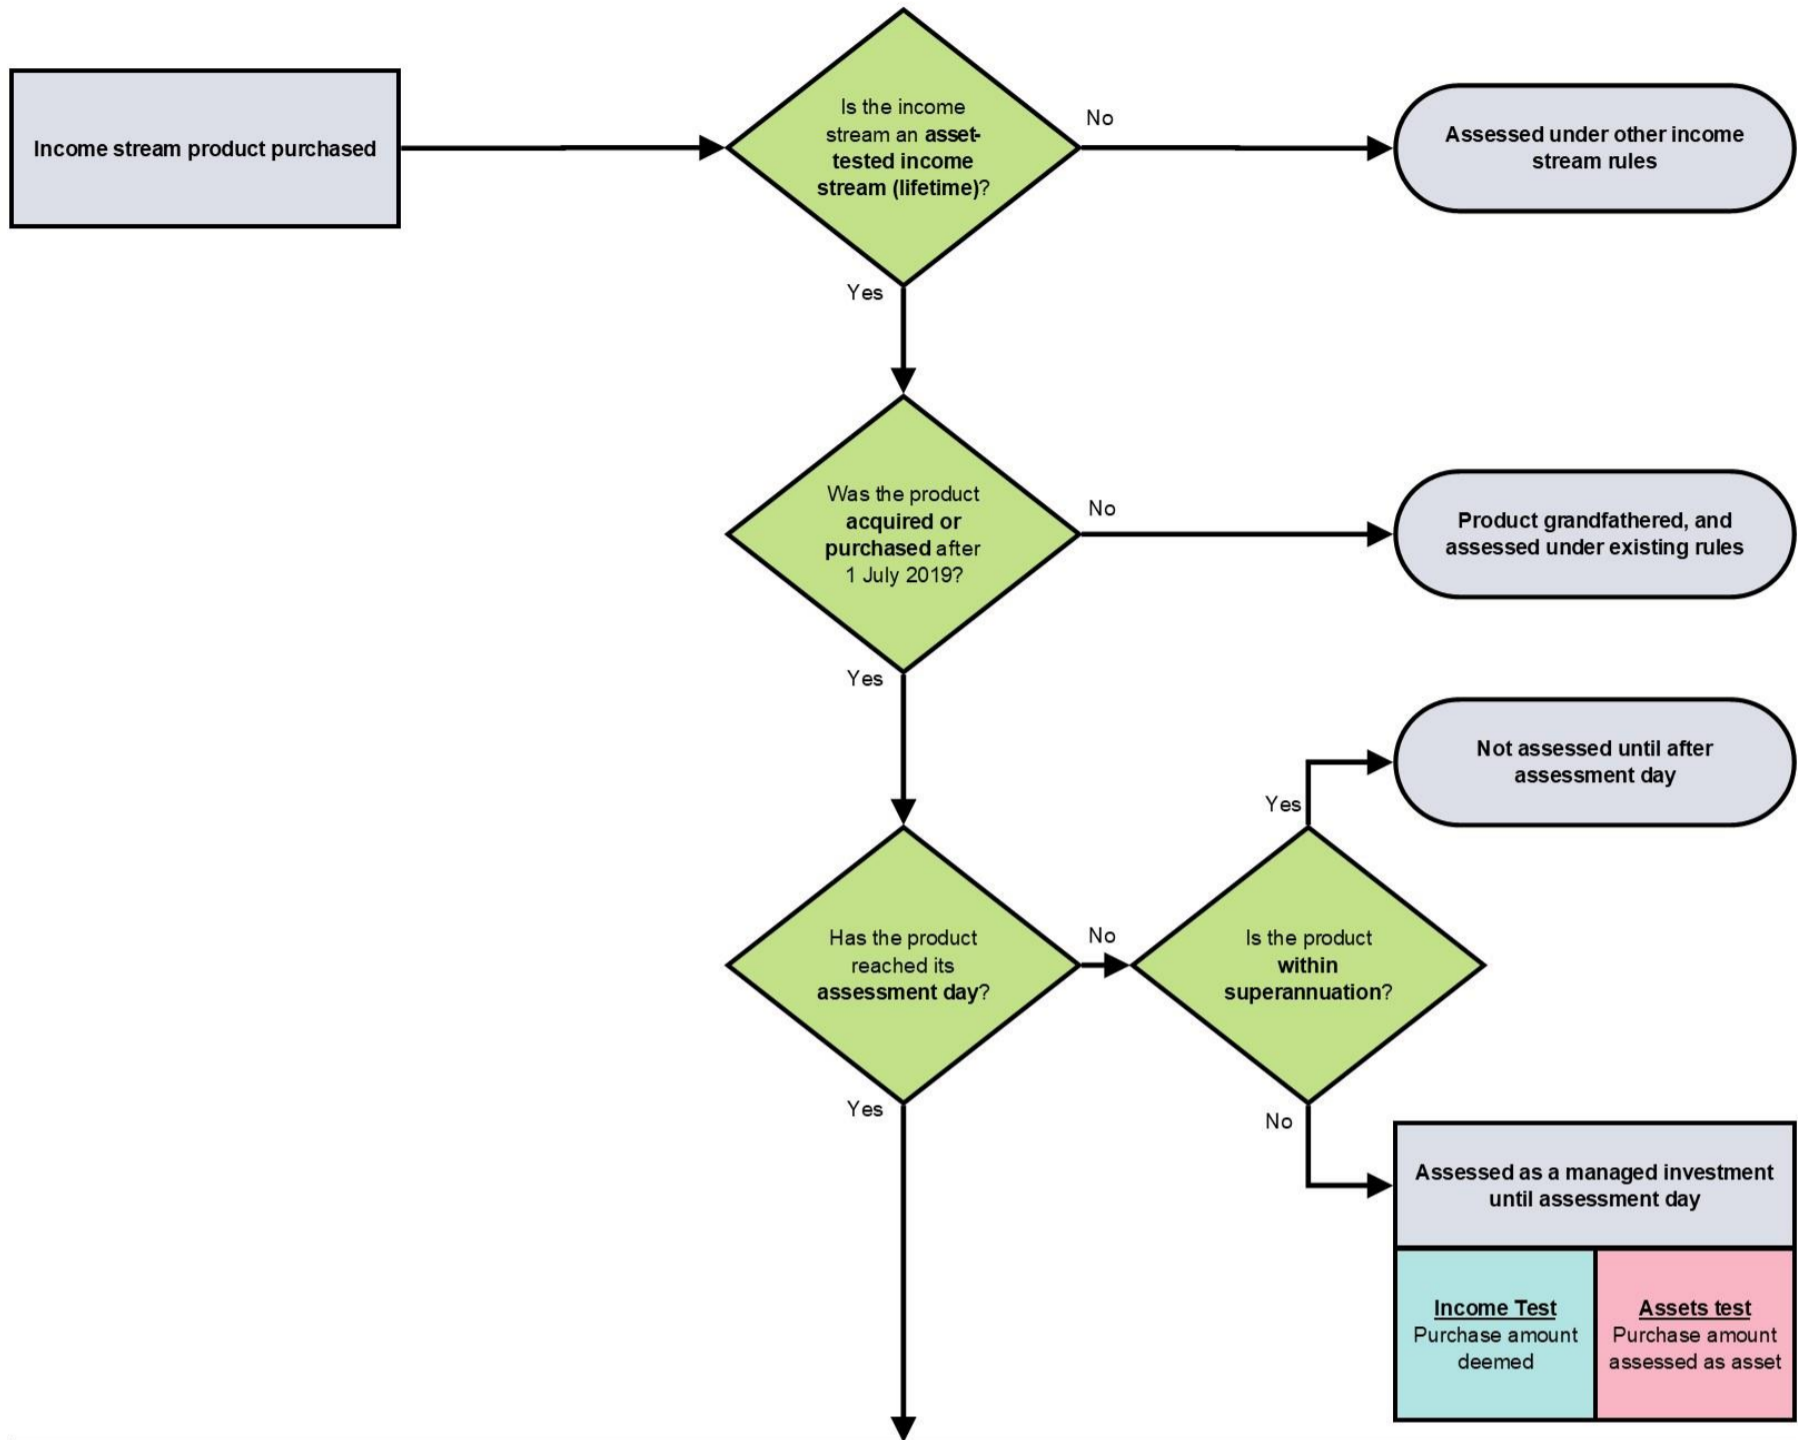 Income stream product purchased
Is the income
stream an asset-
tested income
stream (lifetime)?
No
Assessed under other income
stream rules
Yes
Was the product
acquired or
purchased after
1 July 2019?
No
Product grandfathered, and
assessed under existing rules
Yes
Not assessed until after
assessment day
Yes
Has the product
reached its
assessment day?
No
Is the product
within
superannuation?
Yes
No
Assessed as a managed investment
until assessment day
Income Test
Purchase amount
deemed
Assets test
Purchase amount
assessed as asset